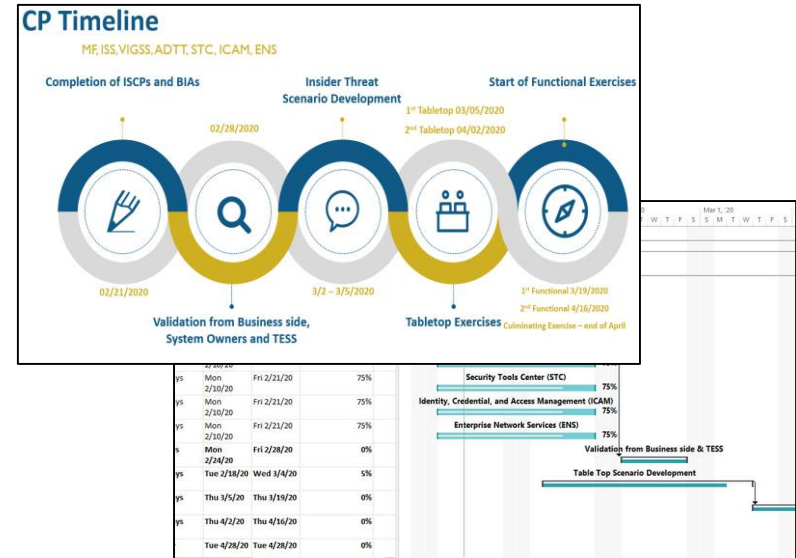 CP Timeline
MF, ISS, VIGSS, ADTT, STC, ICAM, ENS
Completion of ISCPs and BIAs
Insider Threat
Scenario Development
Start of Functional Exercises
1st Tabletop 03/05/2020
2nd Tabletop 04/02/2020
02/28/2020
02/21/2020
3/2 – 3/5/2020
1st Functional 3/19/2020
2nd Functional 4/16/2020
Culminating Exercise – end of April
Validation from Business side,
System Owners and TESS
Tabletop Exercises
Mar 1, '20
W T F S S M T W T F S
Security Tools Center (STC)
ys Mon 2/10/20 Fri 2/21/20 75% 75%
Identity, Credential, and Access Management (ICAM)
ys Mon 2/10/20 Fri 2/21/20 75% 75%
Enterprise Network Services (ENS)
ys Mon 2/10/20 Fri 2/21/20 75% 75%
s Mon 2/24/20 Fri 2/28/20 0% Validation from Business side & TESS
ys Tue 2/18/20 Wed 3/4/20 5% Table Top Scenario Development
ys Thu 3/5/20 Thu 3/19/20 0%
ys Thu 4/2/20 Thu 4/16/20 0%
Tue 4/28/20 Tue 4/28/20 0%